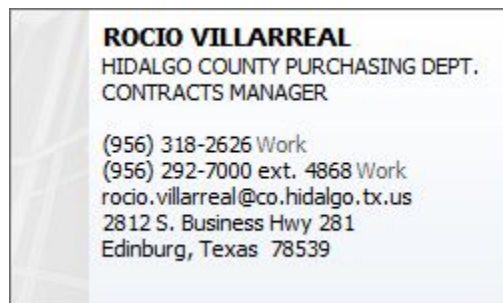 ROCIO VILLARREAL
HIDALGO COUNTY PURCHASING DEPT.
CONTRACTS MANAGER
(956) 318-2626 Work
(956) 292-7000 ext. 4868 Work
rocio.villarreal@co.hidalgo.tx.us
2812 S. Business Hwy 281
Edinburg, Texas  78539